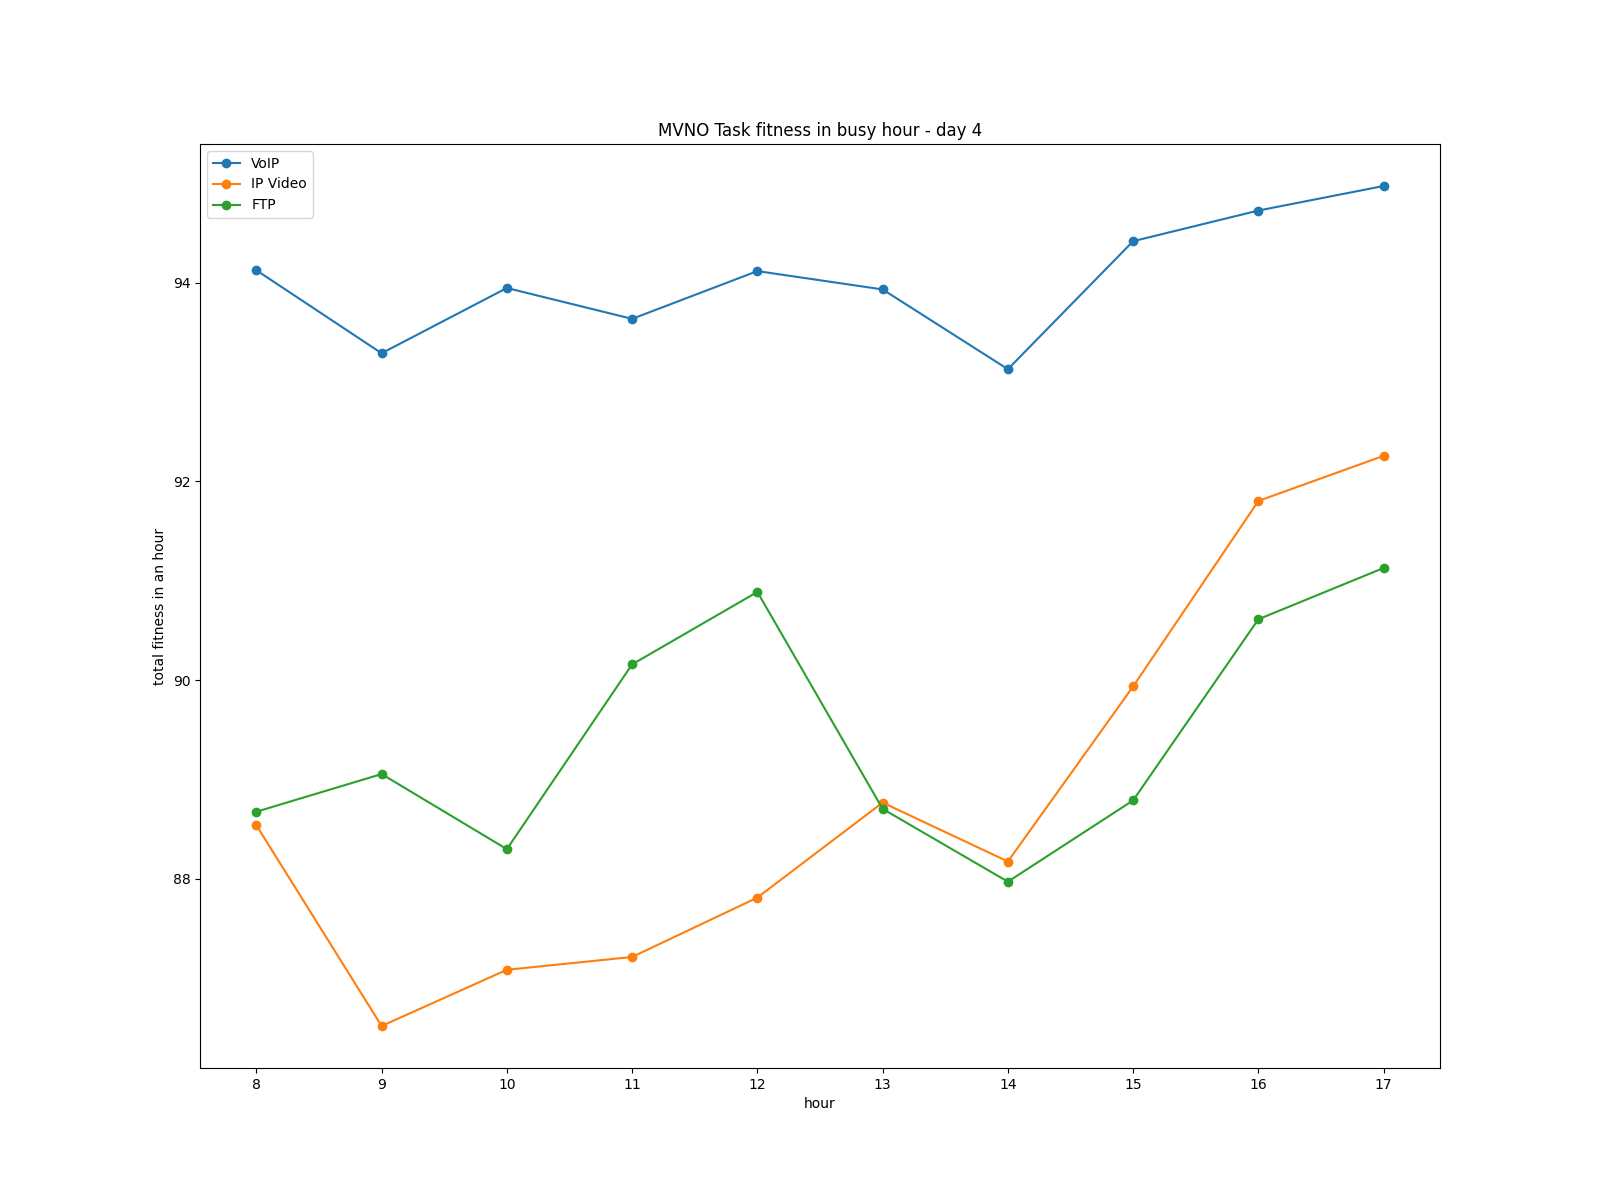 MVNO Task fitness in busy hour - day 4
VoIP
IP Video
FTP
total fitness in an hour
94
92
90
88
8 9 10 11 12 13 14 15 16 17
hour